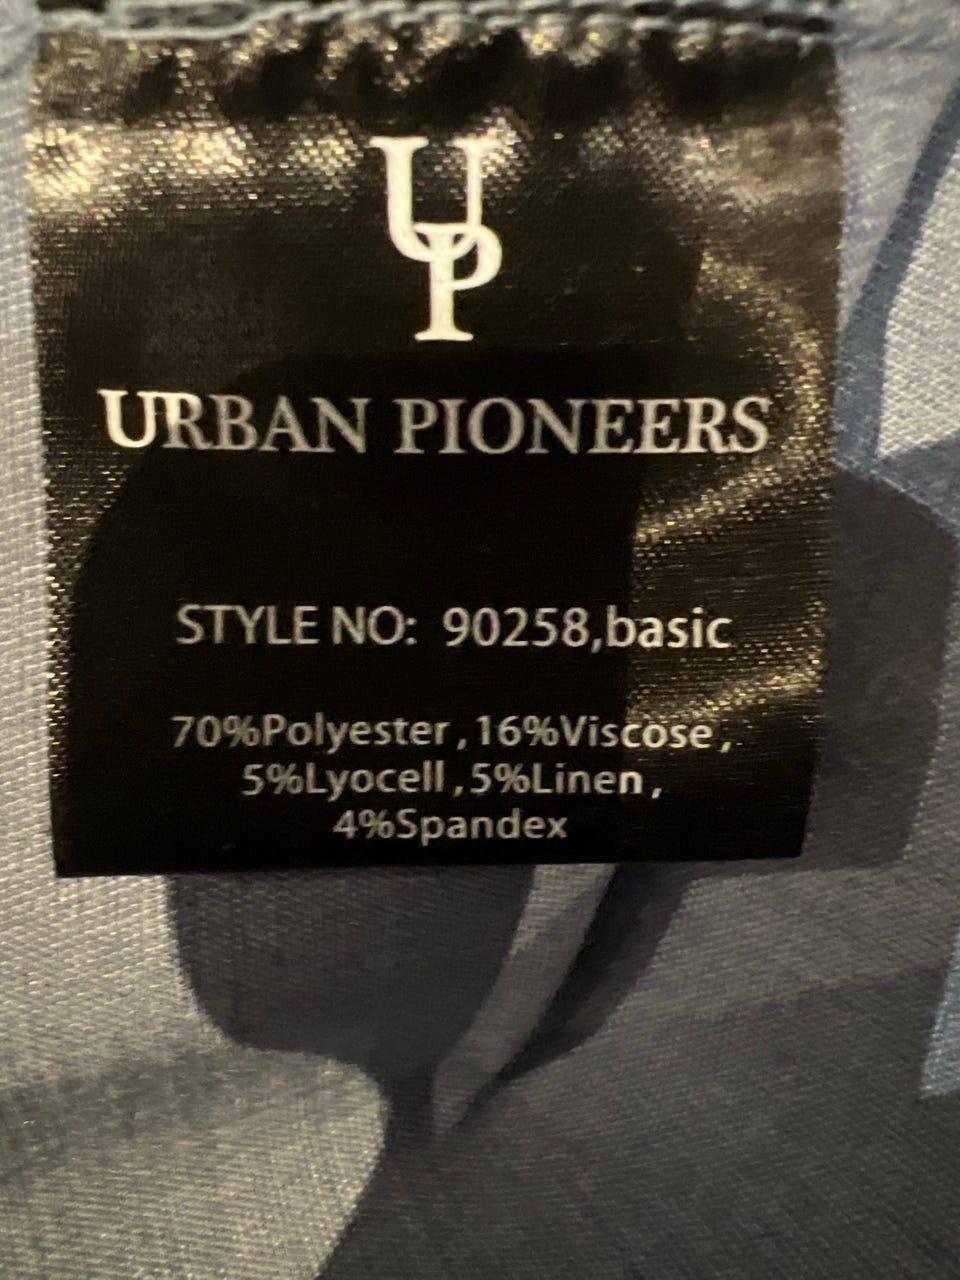 UP
URBAN PIONEERS
STYLE NO: 90258,basic
70%Polyester,16%Viscose,
5%Lyocell,5%Linen,
4%Spandex